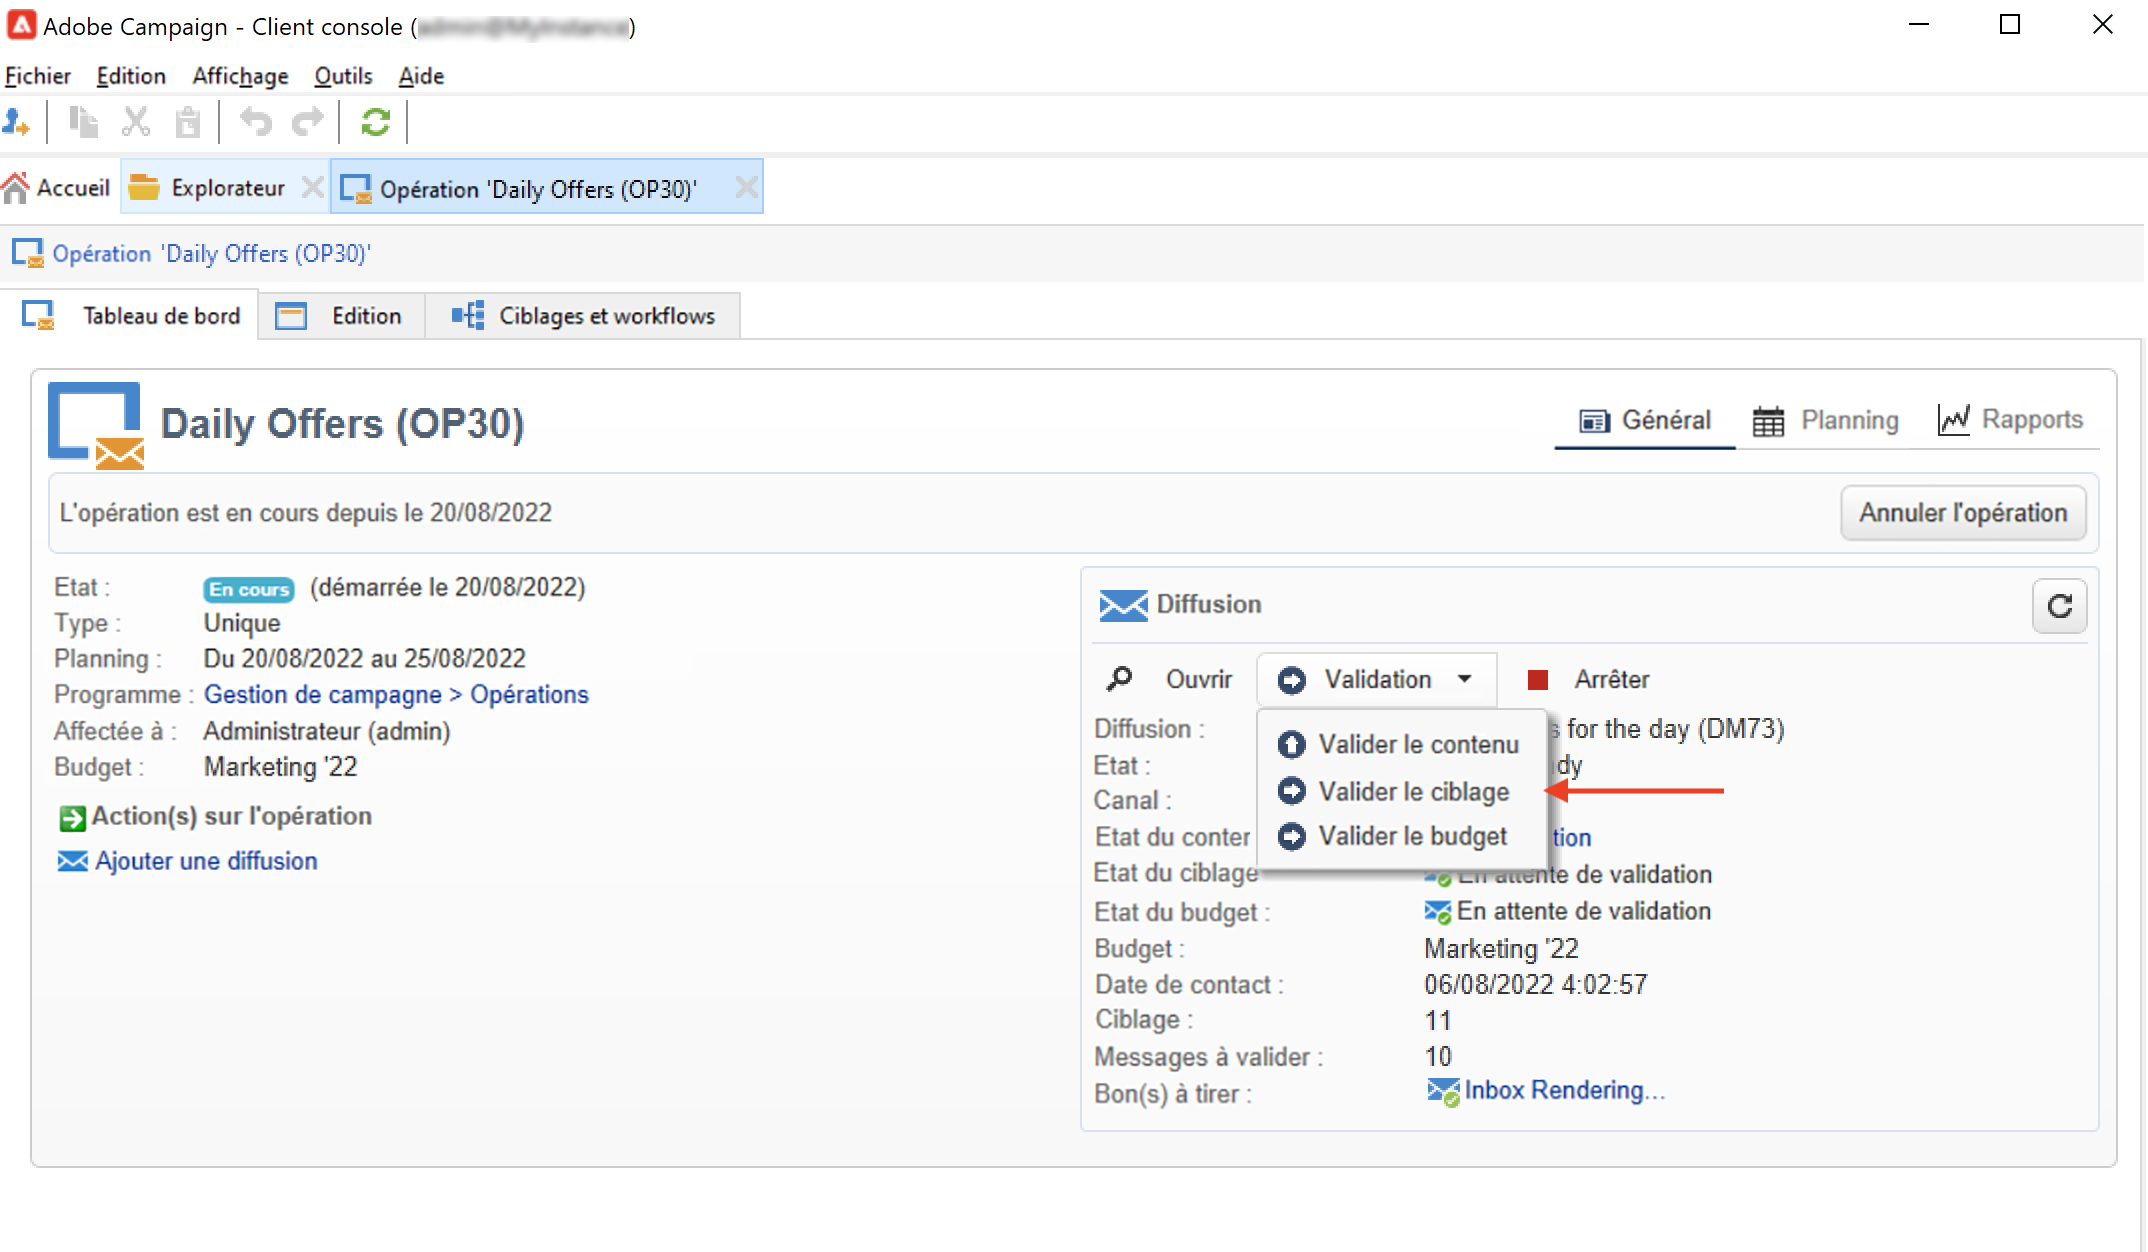 Adobe Campaign - Client console ( )
Fichier Edition Affichage Outils Aide
Accueil Explorateur Opération 'Daily Offers (OP30)'
Opération 'Daily Offers (OP30)'
Tableau de bord Edition Ciblages et workflows
Daily Offers (OP30) Général Planning Rapports
L'opération est en cours depuis le 20/08/2022 Annuler l'opération
Etat : En cours (démarrée le 20/08/2022)
Type : Unique
Planning : Du 20/08/2022 au 25/08/2022
Programme : Gestion de campagne > Opérations
Affectée à : Administrateur (admin)
Budget : Marketing '22
Action(s) sur l'opération
Ajouter une diffusion
Diffusion
Ouvrir Validation Arrêter
Valider le contenu
Valider le ciblage
Valider le budget
Diffusion : s for the day (DM73)
Etat : dy
Canal :
Etat du conten tion
Etat du ciblage En attente de validation
Etat du budget : En attente de validation
Budget : Marketing '22
Date de contact : 06/08/2022 4:02:57
Ciblage : 11
Messages à valider : 10
Bon(s) à tirer : Inbox Rendering...